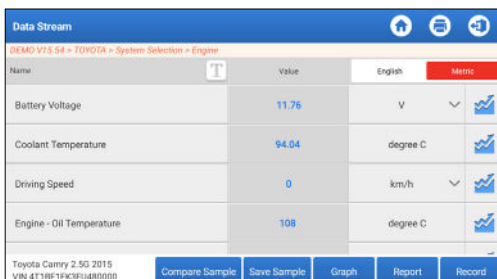 Data Stream
DEMO V15.54 > TOYOTA > System Selection > Engine
Name T Value English Metric
Battery Voltage 11.76 V
Coolant Temperature 94.04 degree C
Driving Speed 0 km/h
Engine - Oil Temperature 108 degree C
Toyota Camry 2.5G 2015
VIN 4T1BF1FK3FU480000
Compare Sample Save Sample Graph Report Record